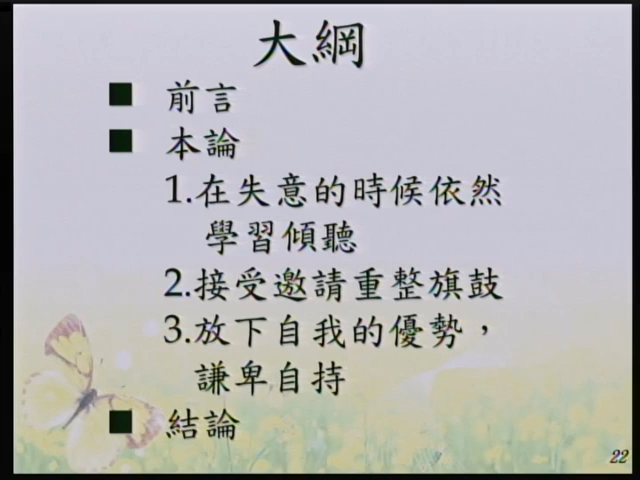 大綱
■ 前言
■ 本論
1.在失意的時候依然
學習傾聽
2.接受邀請重整旗鼓
3.放下自我的優勢，
謙卑自持
■ 結論
22